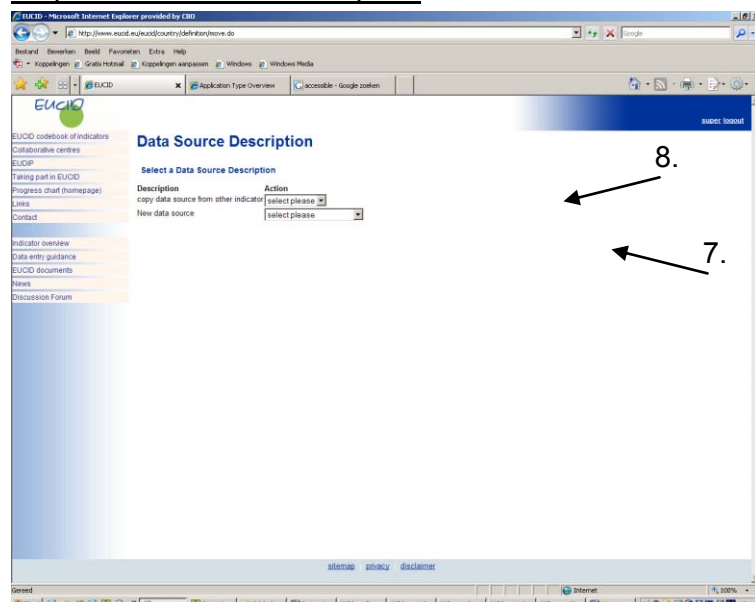 EUCID - Microsoft Internet Explorer provided by CBO
http://www.eucid.eu/eucid/country/definition/move.do
Google
Bestand Bewerken Beeld Favorieten Extra Help
Koppelingen Gratis Hotmail Koppelingen aanpassen Windows Windows Media
EUCID
Application Type Overview
accessible - Google zoeken
EUCID
super logout
EUCID codebook of indicators
Collaborative centres
EUDIP
Taking part in EUCID
Progress chart (homepage)
Links
Contact
Indicator overview
Data entry guidance
EUCID documents
News
Discussion Forum
Data Source Description
Select a Data Source Description
Description Action
copy data source from other indicator select please
New data source select please
8.
7.
sitemap privacy disclaimer
Gereed Internet 100%